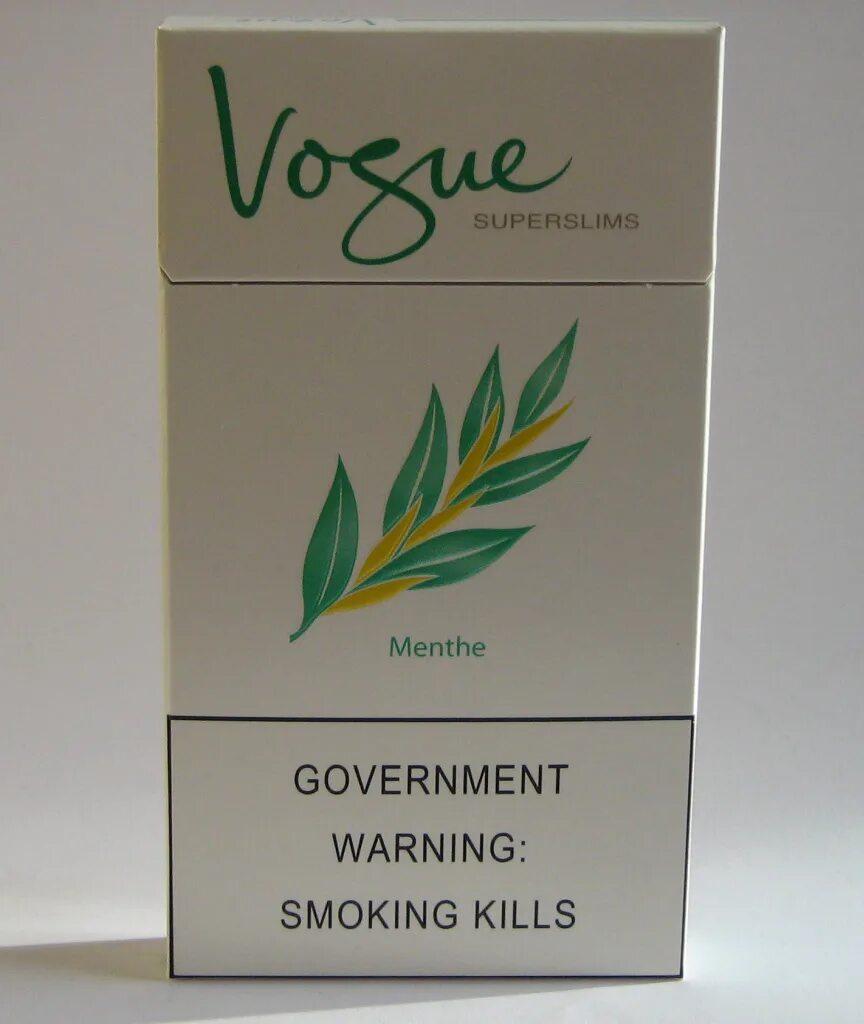 Vogue
SUPERSLIMS
Menthe
GOVERNMENT
WARNING:
SMOKING KILLS